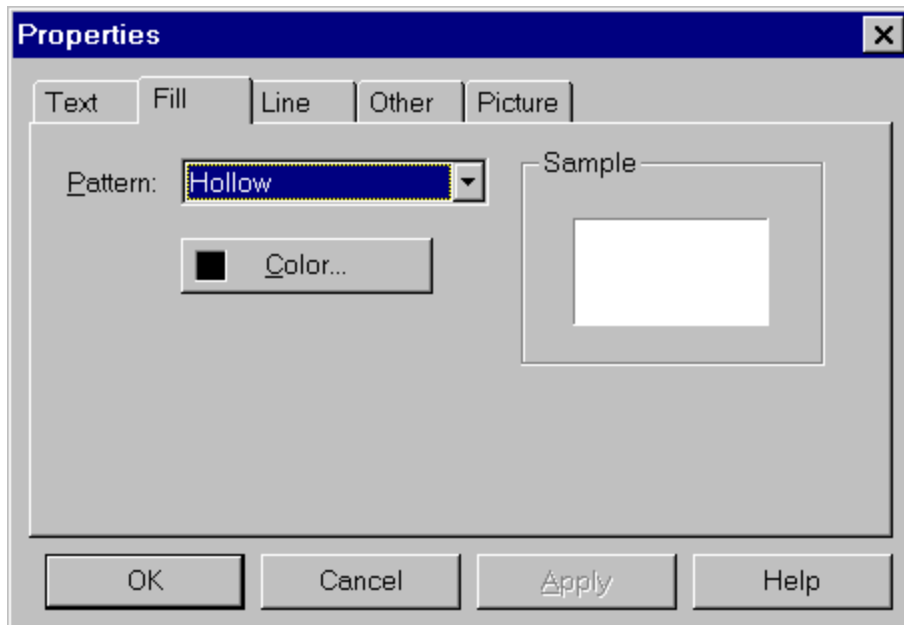 Properties
Text Fill Line Other Picture
Pattern: Hollow
Sample
Color...
OK Cancel Apply Help